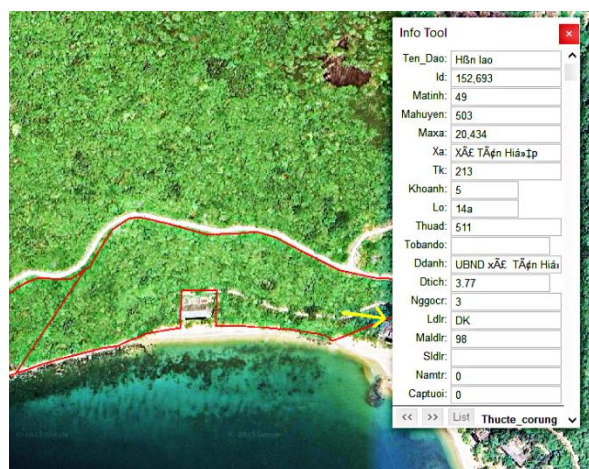 Info Tool
Ten_Dao: Hßn lao
Id: 152,693
Matinh: 49
Mahuyen: 503
Maxa: 20,434
Xa: XÃ£ TÃ¢n Hiá»‡p
Tk: 213
Khoanh: 5
Lo: 14a
Thuad: 511
Tobando:
Ddanh: UBND xÃ£ TÃ¢n Hiá»
Dtich: 3.77
Nggocr: 3
Ldlr: DK
Maldlr: 98
Sldlr:
Namtr: 0
Captuoi: 0
<< >> List Thucte_corung